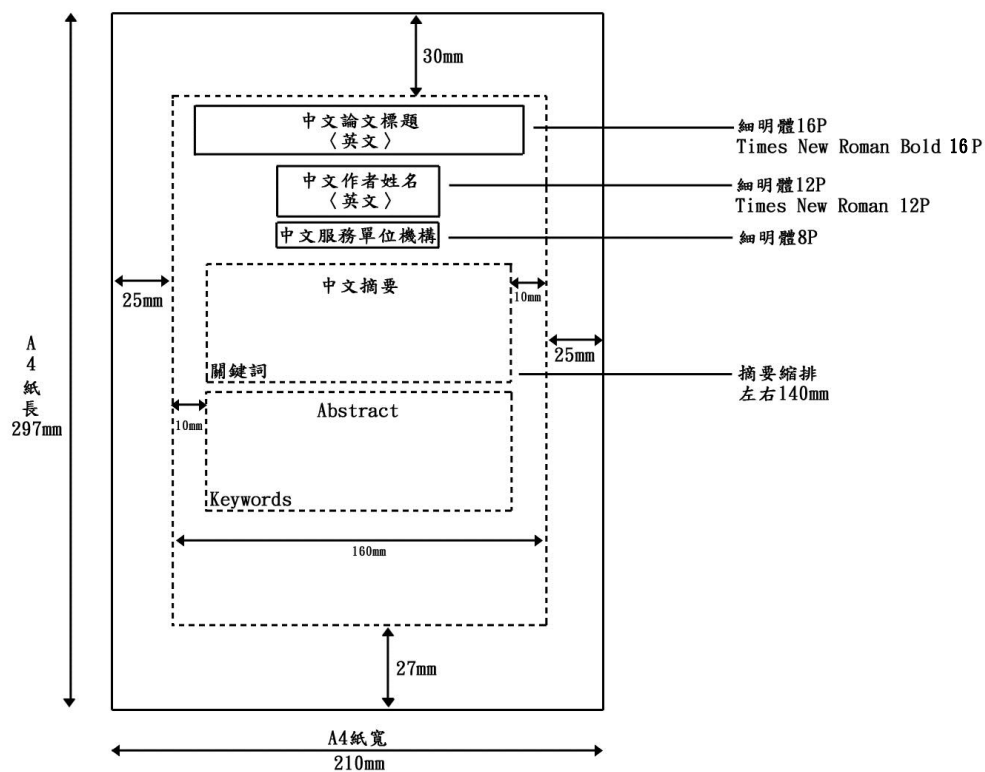 30mm
中文論文標題
〈英文〉
細明體16P
Times New Roman Bold 16P
中文作者姓名
〈英文〉
細明體12P
Times New Roman 12P
中文服務單位機構
細明體8P
中文摘要
25mm
10mm
25mm
關鍵詞
摘要縮排
左右140mm
A
4
紙
長
297mm
Abstract
10mm
Keywords
160mm
27mm
A4紙寬
210mm